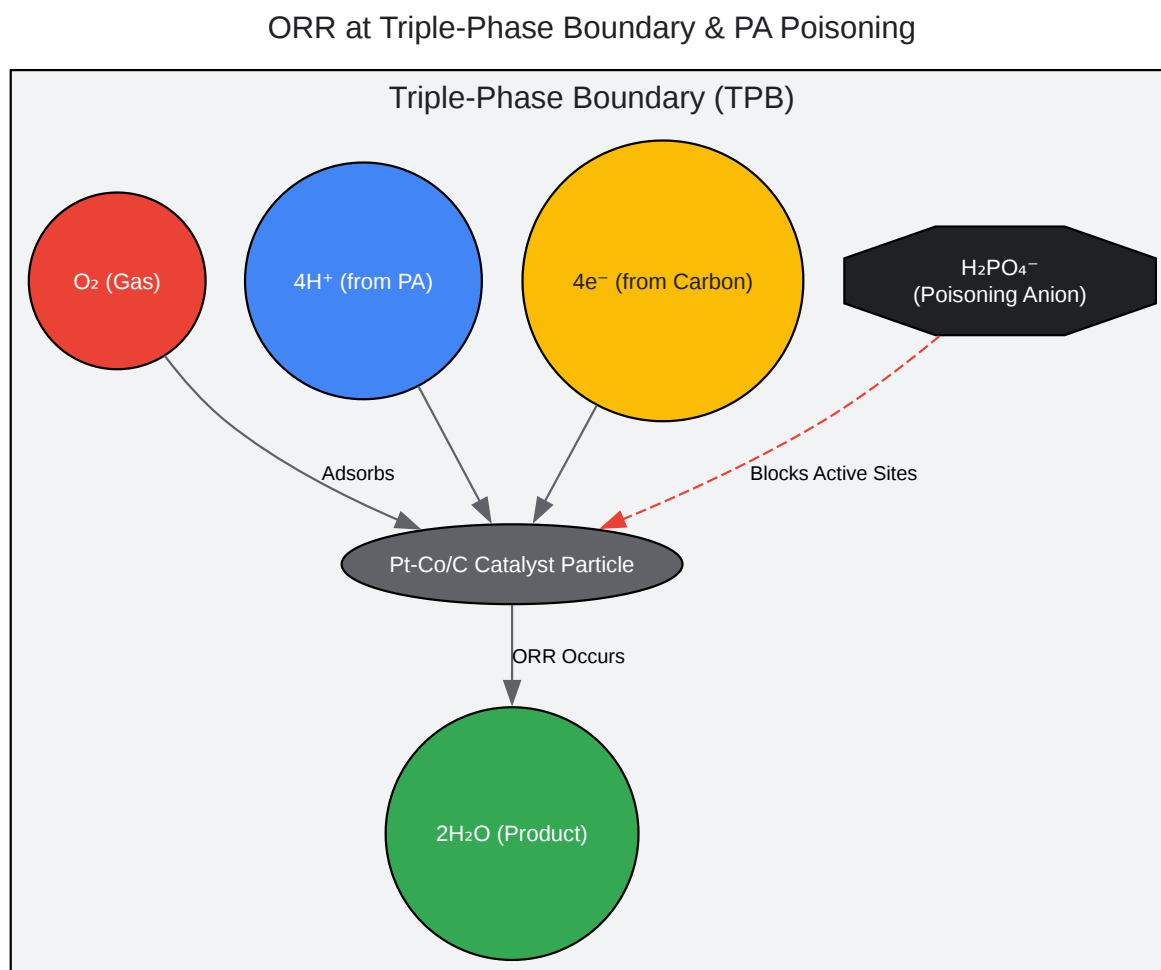 ORR at Triple-Phase Boundary & PA Poisoning
Triple-Phase Boundary (TPB)
O₂ (Gas)
4H⁺ (from PA)
4e⁻ (from Carbon)
H₂PO₄⁻
(Poisoning Anion)
Adsorbs
Blocks Active Sites
Pt-Co/C Catalyst Particle
ORR Occurs
2H₂O (Product)